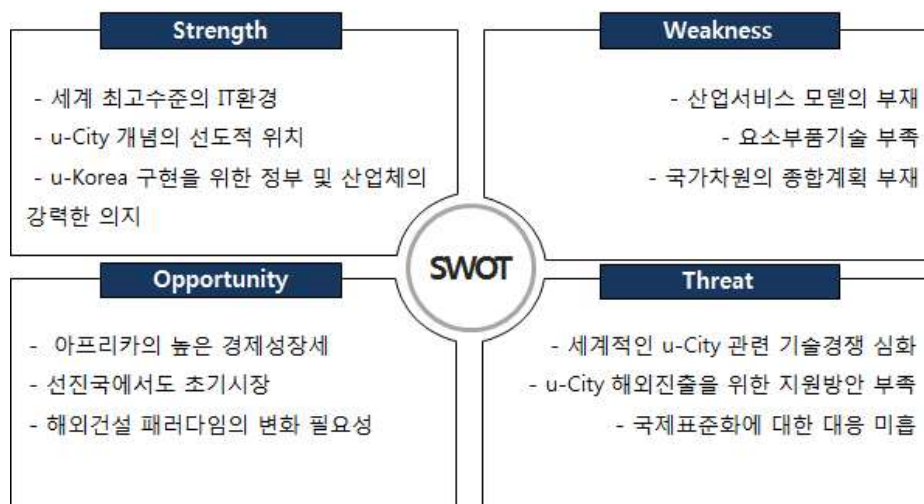 Strength
- 세계 최고수준의 IT환경
- u-City 개념의 선도적 위치
- u-Korea 구현을 위한 정부 및 산업체의
강력한 의지
Weakness
- 산업서비스 모델의 부재
- 요소부품기술 부족
- 국가차원의 종합계획 부재
SWOT
Opportunity
- 아프리카의 높은 경제성장세
- 선진국에서도 초기시장
- 해외건설 패러다임의 변화 필요성
Threat
- 세계적인 u-City 관련 기술경쟁 심화
- u-City 해외진출을 위한 지원방안 부족
- 국제표준화에 대한 대응 미흡